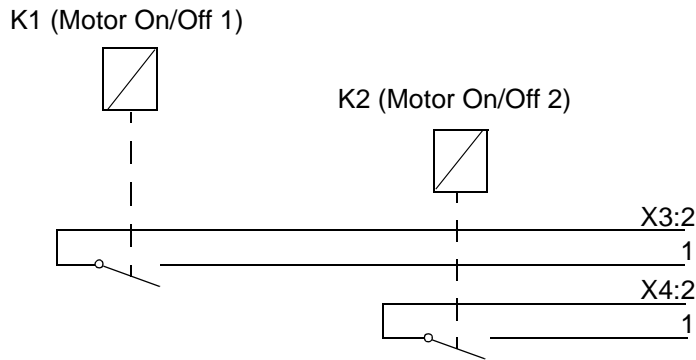 K1 (Motor On/Off 1)
K2 (Motor On/Off 2)
X3:2
1
X4:2
1